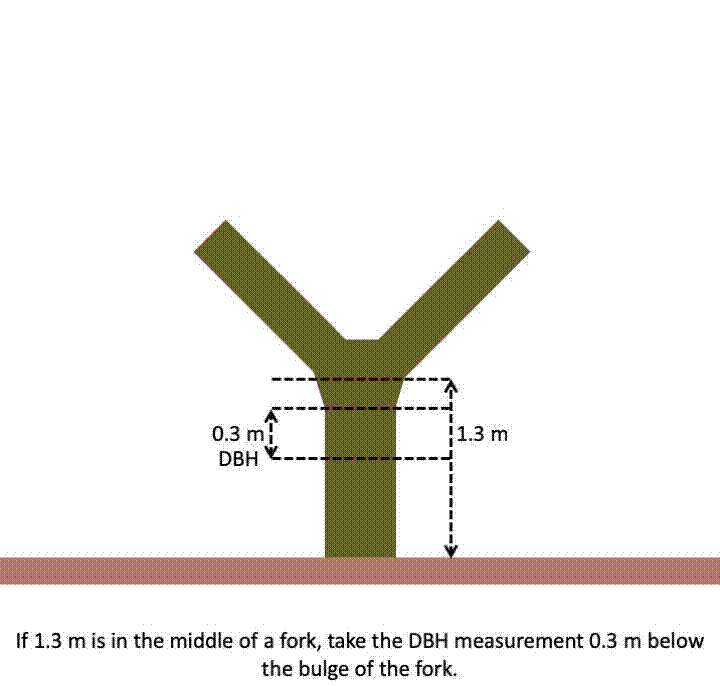 0.3 m
1.3 m
DBH
If 1.3 m is in the middle of a fork, take the DBH measurement 0.3 m below
the bulge of the fork.